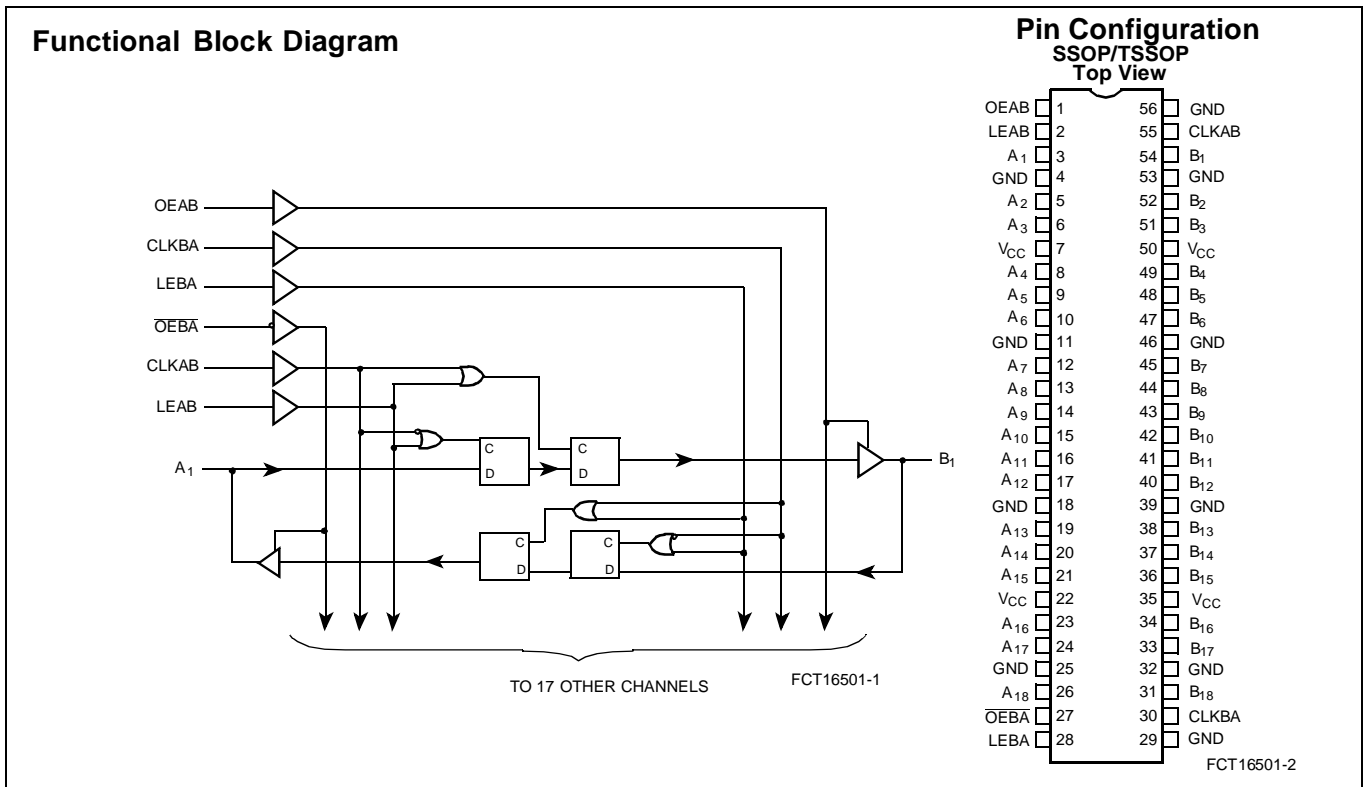 Functional Block Diagram
OEAB
CLKBA
LEBA
OEBA
CLKAB
LEAB
A1
C
D
C
D
B1
C
D
C
D
TO 17 OTHER CHANNELS
FCT16501-1
Pin Configuration
SSOP/TSSOP
Top View
OEAB 1 56 GND
LEAB 2 55 CLKAB
A1 3 54 B1
GND 4 53 GND
A2 5 52 B2
A3 6 51 B3
VCC 7 50 VCC
A4 8 49 B4
A5 9 48 B5
A6 10 47 B6
GND 11 46 GND
A7 12 45 B7
A8 13 44 B8
A9 14 43 B9
A10 15 42 B10
A11 16 41 B11
A12 17 40 B12
GND 18 39 GND
A13 19 38 B13
A14 20 37 B14
A15 21 36 B15
VCC 22 35 VCC
A16 23 34 B16
A17 24 33 B17
GND 25 32 GND
A18 26 31 B18
OEBA 27 30 CLKBA
LEBA 28 29 GND
FCT16501-2